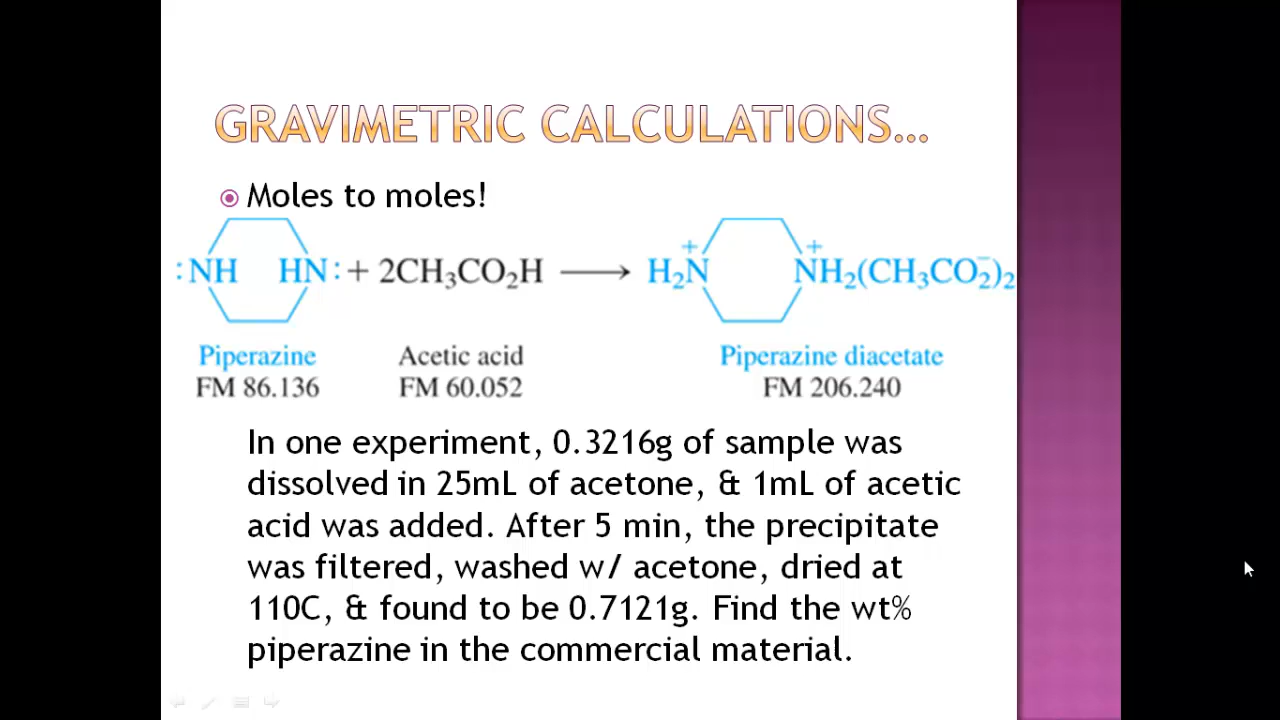 GRAVIMETRIC CALCULATIONS...
Moles to moles!
:NH HN: + 2CH₃CO₂H ⟶ H₂N⁺ N⁺H₂(CH₃CO₂⁻)₂
Piperazine Acetic acid Piperazine diacetate
FM 86.136 FM 60.052 FM 206.240
In one experiment, 0.3216g of sample was
dissolved in 25mL of acetone, & 1mL of acetic
acid was added. After 5 min, the precipitate
was filtered, washed w/ acetone, dried at
110C, & found to be 0.7121g. Find the wt%
piperazine in the commercial material.